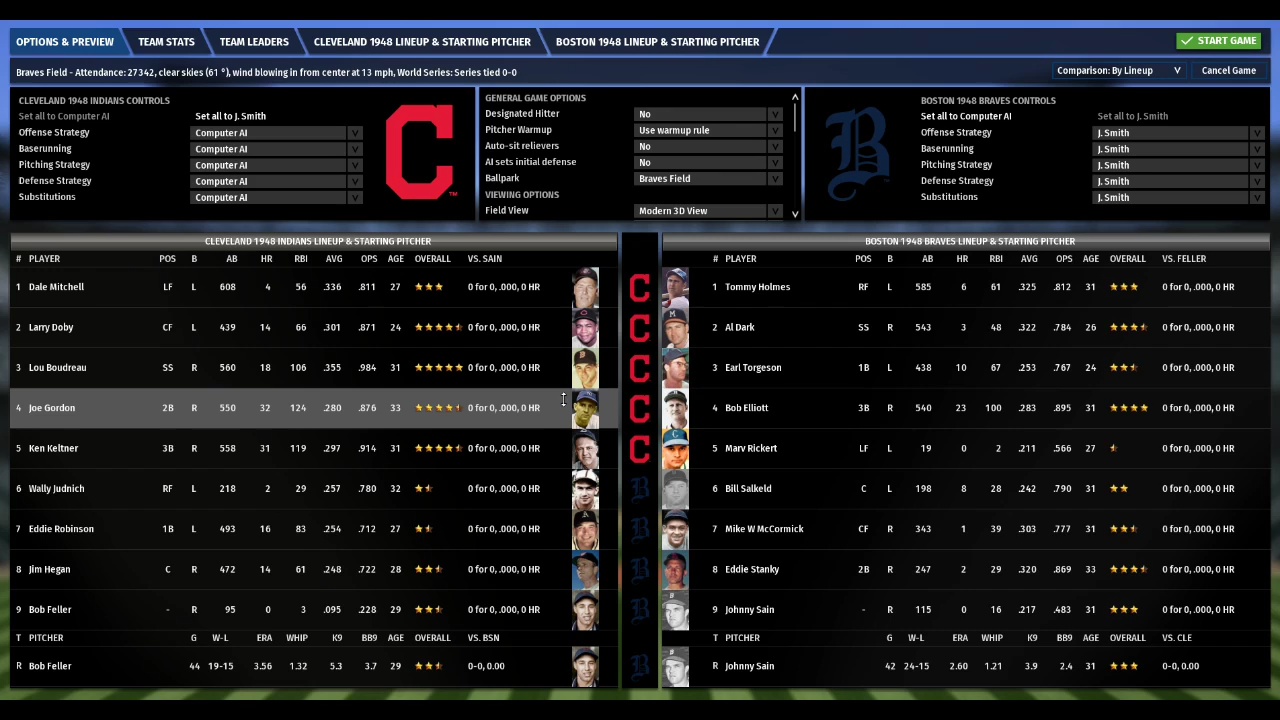 OPTIONS & PREVIEW TEAM STATS TEAM LEADERS CLEVELAND 1948 LINEUP & STARTING PITCHER BOSTON 1948 LINEUP & STARTING PITCHER START GAME
Braves Field - Attendance: 27342, clear skies (61 °), wind blowing in from center at 13 mph, World Series: Series tied 0-0 Comparison: By Lineup V Cancel Game
CLEVELAND 1948 INDIANS CONTROLS
Set all to Computer AI Set all to J. Smith
Offense Strategy Computer AI
Baserunning Computer AI
Pitching Strategy Computer AI
Defense Strategy Computer AI
Substitutions Computer AI
C
GENERAL GAME OPTIONS
Designated Hitter No
Pitcher Warmup Use warmup rule
Auto-sit relievers No
AI sets initial defense No
Ballpark Braves Field
VIEWING OPTIONS
Field View Modern 3D View
B
BOSTON 1948 BRAVES CONTROLS
Set all to Computer AI Set all to J. Smith
Offense Strategy J. Smith
Baserunning J. Smith
Pitching Strategy J. Smith
Defense Strategy J. Smith
Substitutions J. Smith
CLEVELAND 1948 INDIANS LINEUP & STARTING PITCHER
# PLAYER POS B AB HR RBI AVG OPS AGE OVERALL VS. SAIN
1 Dale Mitchell LF L 608 4 56 .336 .811 27 0 for 0, .000, 0 HR
2 Larry Doby CF L 439 14 66 .301 .871 24 0 for 0, .000, 0 HR
3 Lou Boudreau SS R 560 18 106 .355 .984 31 0 for 0, .000, 0 HR
4 Joe Gordon 2B R 550 32 124 .280 .876 33 0 for 0, .000, 0 HR
5 Ken Keltner 3B R 558 31 119 .297 .914 31 0 for 0, .000, 0 HR
6 Wally Judnich RF L 218 2 29 .257 .780 32 0 for 0, .000, 0 HR
7 Eddie Robinson 1B L 493 16 83 .254 .712 27 0 for 0, .000, 0 HR
8 Jim Hegan C R 472 14 61 .248 .722 28 0 for 0, .000, 0 HR
9 Bob Feller - R 95 0 3 .095 .228 29 0 for 0, .000, 0 HR
T PITCHER G W-L ERA WHIP K9 BB9 AGE OVERALL VS. BSN
R Bob Feller 44 19-15 3.56 1.32 5.3 3.7 29 0-0, 0.00
C
C
C
C
C
B
B
B
B
B
BOSTON 1948 BRAVES LINEUP & STARTING PITCHER
# PLAYER POS B AB HR RBI AVG OPS AGE OVERALL VS. FELLER
1 Tommy Holmes RF L 585 6 61 .325 .812 31 0 for 0, .000, 0 HR
2 Al Dark SS R 543 3 48 .322 .784 26 0 for 0, .000, 0 HR
3 Earl Torgeson 1B L 438 10 67 .253 .767 24 0 for 0, .000, 0 HR
4 Bob Elliott 3B R 540 23 100 .283 .895 31 0 for 0, .000, 0 HR
5 Marv Rickert LF L 19 0 2 .211 .566 27 0 for 0, .000, 0 HR
6 Bill Salkeld C L 198 8 28 .242 .790 31 0 for 0, .000, 0 HR
7 Mike W McCormick CF R 343 1 39 .303 .777 31 0 for 0, .000, 0 HR
8 Eddie Stanky 2B R 247 2 29 .320 .869 33 0 for 0, .000, 0 HR
9 Johnny Sain - R 115 0 16 .217 .483 31 0 for 0, .000, 0 HR
T PITCHER G W-L ERA WHIP K9 BB9 AGE OVERALL VS. CLE
R Johnny Sain 42 24-15 2.60 1.21 3.9 2.4 31 0-0, 0.00